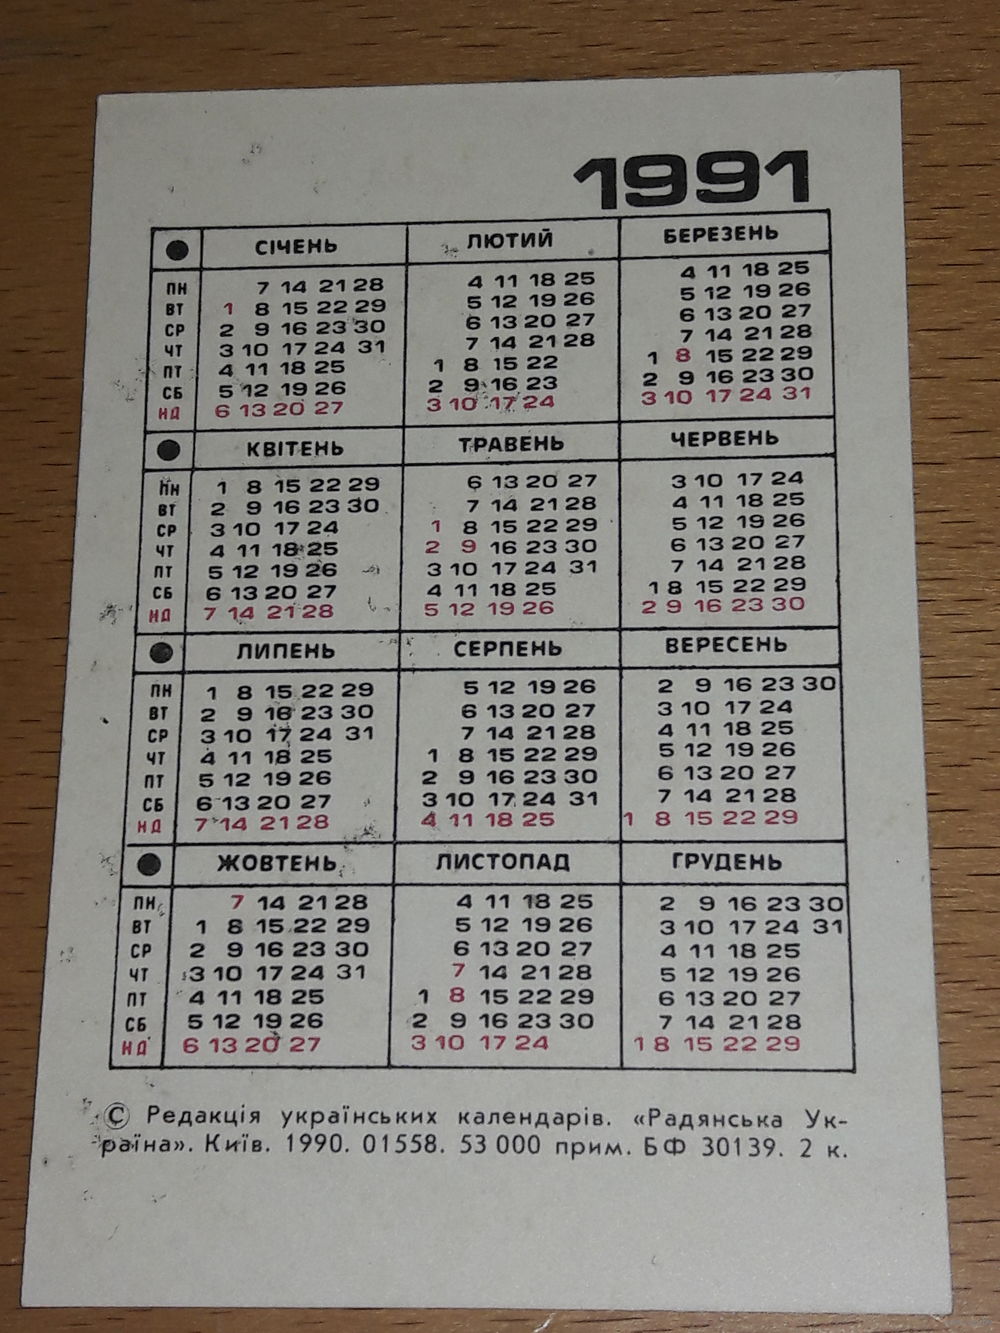 1991
СІЧЕНЬ ЛЮТИЙ БЕРЕЗЕНЬ
ПН 7 14 21 28 4 11 18 25 4 11 18 25
ВТ 1 8 15 22 29 5 12 19 26 5 12 19 26
СР 2 9 16 23 30 6 13 20 27 6 13 20 27
ЧТ 3 10 17 24 31 7 14 21 28 7 14 21 28
ПТ 4 11 18 25 1 8 15 22 1 8 15 22 29
СБ 5 12 19 26 2 9 16 23 2 9 16 23 30
НД 6 13 20 27 3 10 17 24 3 10 17 24 31
КВІТЕНЬ ТРАВЕНЬ ЧЕРВЕНЬ
ПН 1 8 15 22 29 6 13 20 27 3 10 17 24
ВТ 2 9 16 23 30 7 14 21 28 4 11 18 25
СР 3 10 17 24 1 8 15 22 29 5 12 19 26
ЧТ 4 11 18 25 2 9 16 23 30 6 13 20 27
ПТ 5 12 19 26 3 10 17 24 31 7 14 21 28
СБ 6 13 20 27 4 11 18 25 1 8 15 22 29
НД 7 14 21 28 5 12 19 26 2 9 16 23 30
ЛИПЕНЬ СЕРПЕНЬ ВЕРЕСЕНЬ
ПН 1 8 15 22 29 5 12 19 26 2 9 16 23 30
ВТ 2 9 16 23 30 6 13 20 27 3 10 17 24
СР 3 10 17 24 31 7 14 21 28 4 11 18 25
ЧТ 4 11 18 25 1 8 15 22 29 5 12 19 26
ПТ 5 12 19 26 2 9 16 23 30 6 13 20 27
СБ 6 13 20 27 3 10 17 24 31 7 14 21 28
НД 7 14 21 28 4 11 18 25 1 8 15 22 29
ЖОВТЕНЬ ЛИСТОПАД ГРУДЕНЬ
ПН 7 14 21 28 4 11 18 25 2 9 16 23 30
ВТ 1 8 15 22 29 5 12 19 26 3 10 17 24 31
СР 2 9 16 23 30 6 13 20 27 4 11 18 25
ЧТ 3 10 17 24 31 7 14 21 28 5 12 19 26
ПТ 4 11 18 25 1 8 15 22 29 6 13 20 27
СБ 5 12 19 26 2 9 16 23 30 7 14 21 28
НД 6 13 20 27 3 10 17 24 1 8 15 22 29
© Редакція українських календарів. «Радянська Ук-
раїна». Київ. 1990. 01558. 53 000 прим. БФ 30139. 2 к.